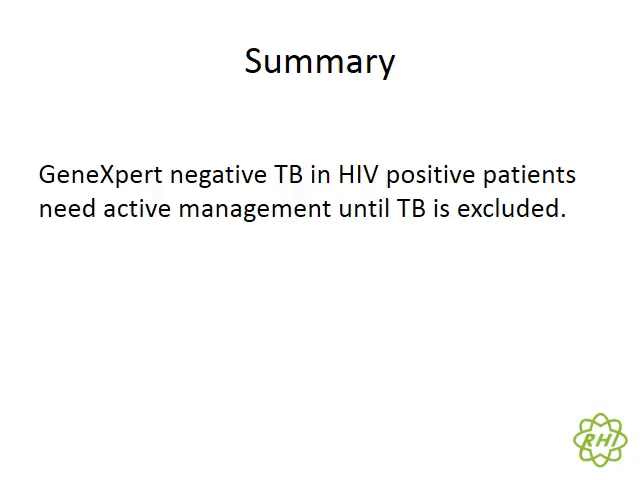 Summary
GeneXpert negative TB in HIV positive patients
need active management until TB is excluded.
RHI